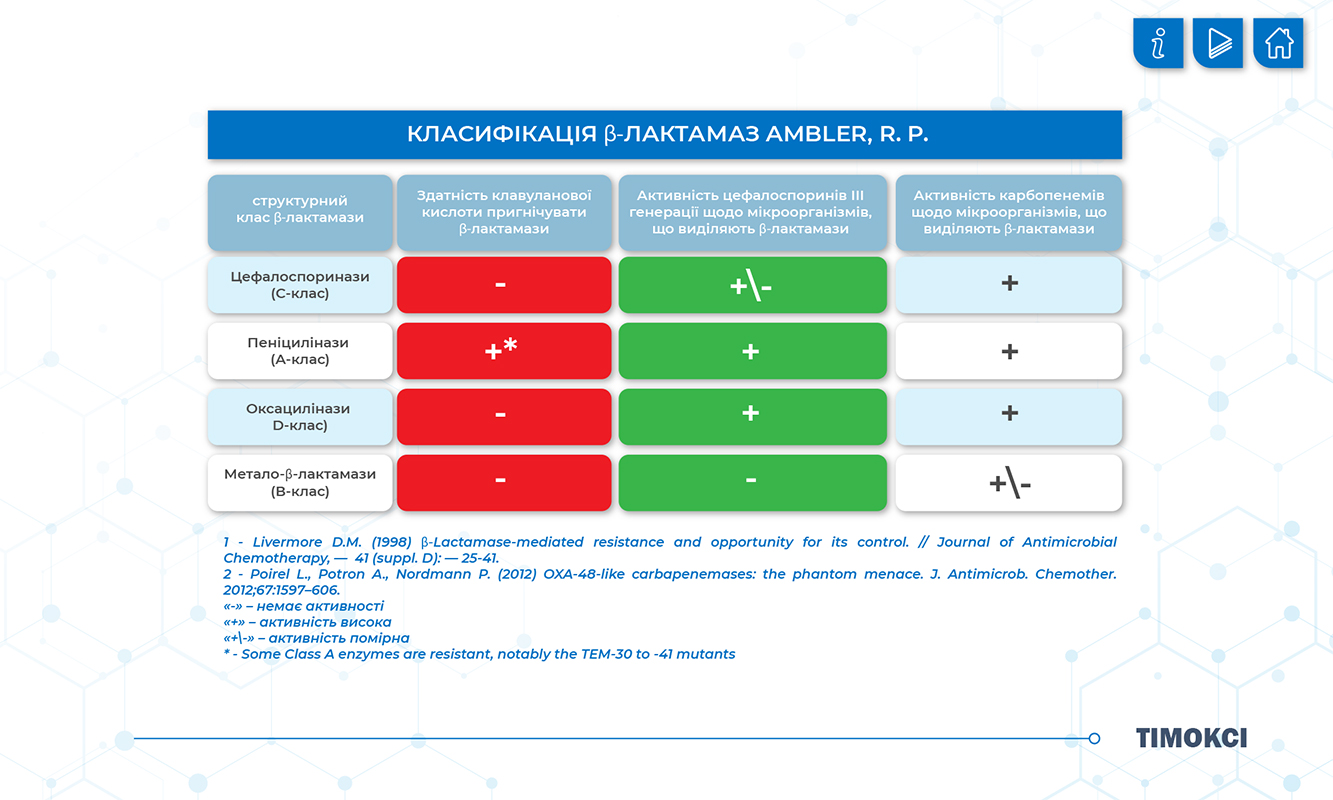 КЛАСИФІКАЦІЯ β-ЛАКТАМАЗ AMBLER, R. P.
структурний
клас β-лактамази
Здатність клавуланової
кислоти пригнічувати
β-лактамази
Активність цефалоспоринів III
генерації щодо мікроорганізмів,
що виділяють β-лактамази
Активність карбопенемів
щодо мікроорганізмів, що
виділяють β-лактамази
Цефалоспоринази
(С-клас)
-
+\-
+
Пеніцилінази
(А-клас)
+*
+
+
Оксацилінази
D-клас)
-
+
+
Метало-β-лактамази
(В-клас)
-
-
+\-
1 - Livermore D.M. (1998) β-Lactamase-mediated resistance and opportunity for its control. // Journal of Antimicrobial
Chemotherapy, — 41 (suppl. D): — 25-41.
2 - Poirel L., Potron A., Nordmann P. (2012) OXA-48-like carbapenemases: the phantom menace. J. Antimicrob. Chemother.
2012;67:1597–606.
«-» – немає активності
«+» – активність висока
«+\-» – активність помірна
* - Some Class A enzymes are resistant, notably the TEM-30 to -41 mutants
ТІМОКСІ